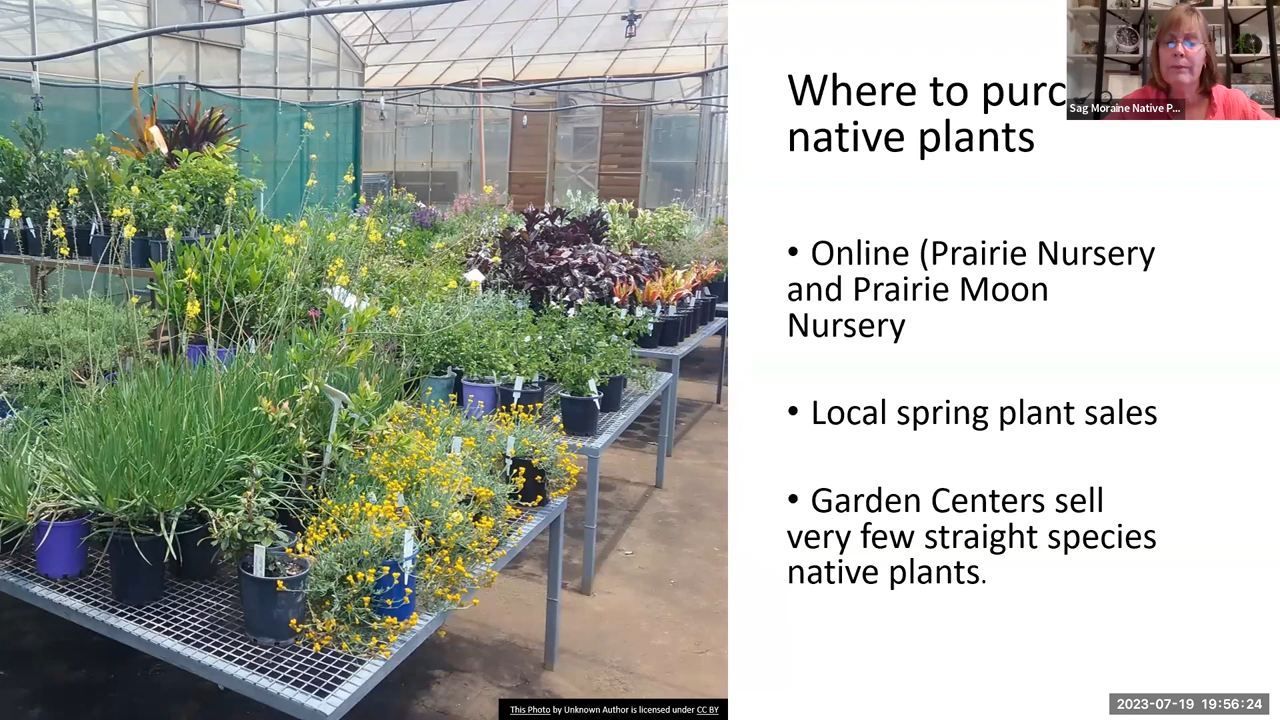 Where to purc
native plants
Sag Moraine Native P...
• Online (Prairie Nursery
and Prairie Moon
Nursery
• Local spring plant sales
• Garden Centers sell
very few straight species
native plants.
This Photo by Unknown Author is licensed under CC BY
2023-07-19 19:56:24